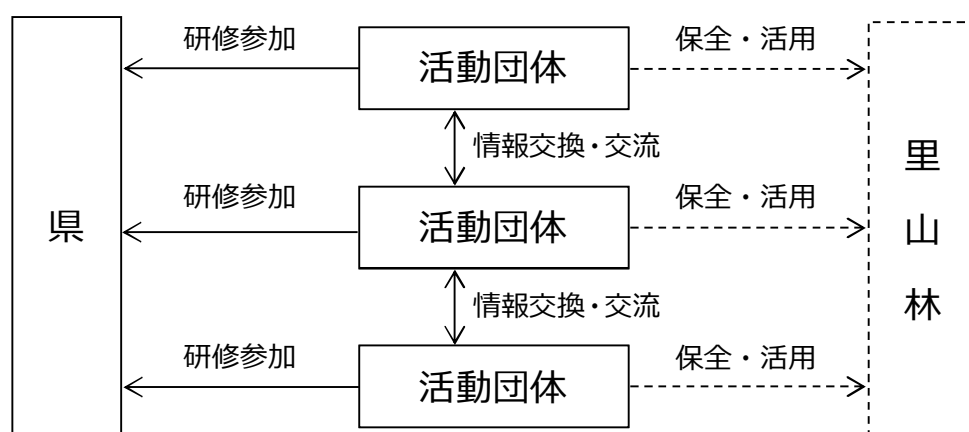 研修参加
活動団体
保全・活用
情報交換・交流
県
研修参加
活動団体
保全・活用
里山林
情報交換・交流
研修参加
活動団体
保全・活用